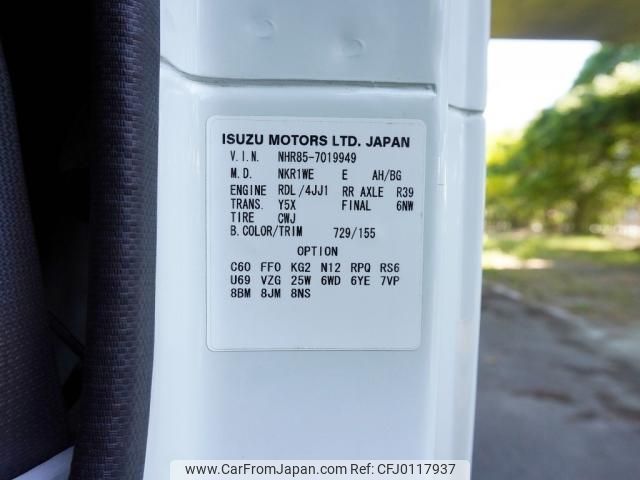 ISUZU MOTORS LTD. JAPAN
V.I.N. NHR85-7019949
M.D. NKR1WE E AH/BG
ENGINE RDL/4JJ1 RR AXLE R39
TRANS. Y5X FINAL 6NW
TIRE CWJ
B.COLOR/TRIM 729/155
OPTION
C60 FF0 KG2 N12 RPQ RS6
U69 VZG 25W 6WD 6YE 7VP
8BM 8JM 8NS
www.CarFromJapan.com - CFJ0117937